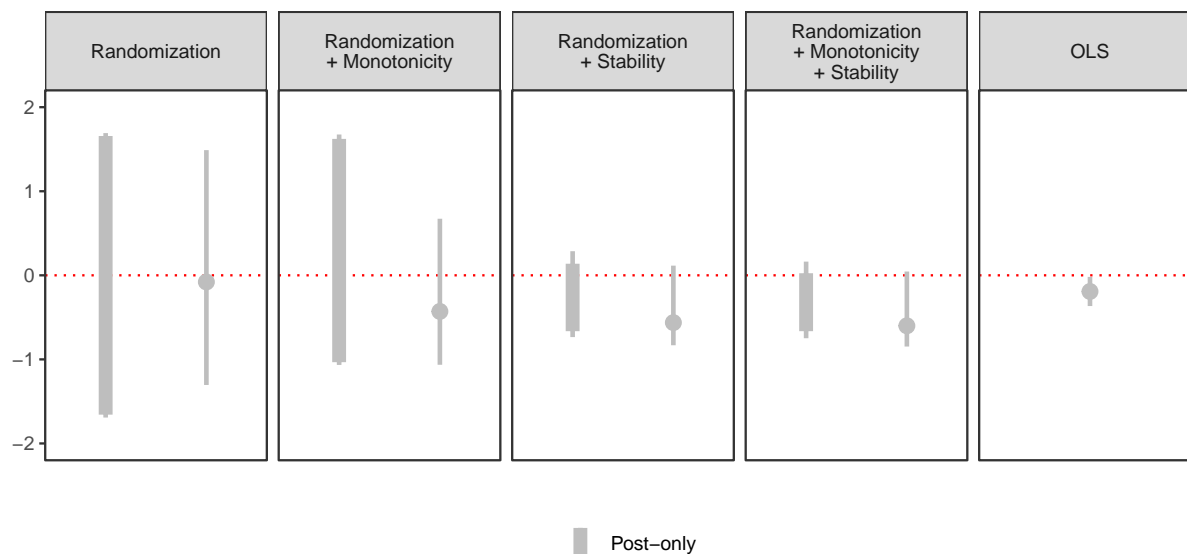 Randomization
Randomization
+ Monotonicity
Randomization
+ Stability
Randomization
+ Monotonicity
+ Stability
OLS
2
1
0
−1
−2
Post−only